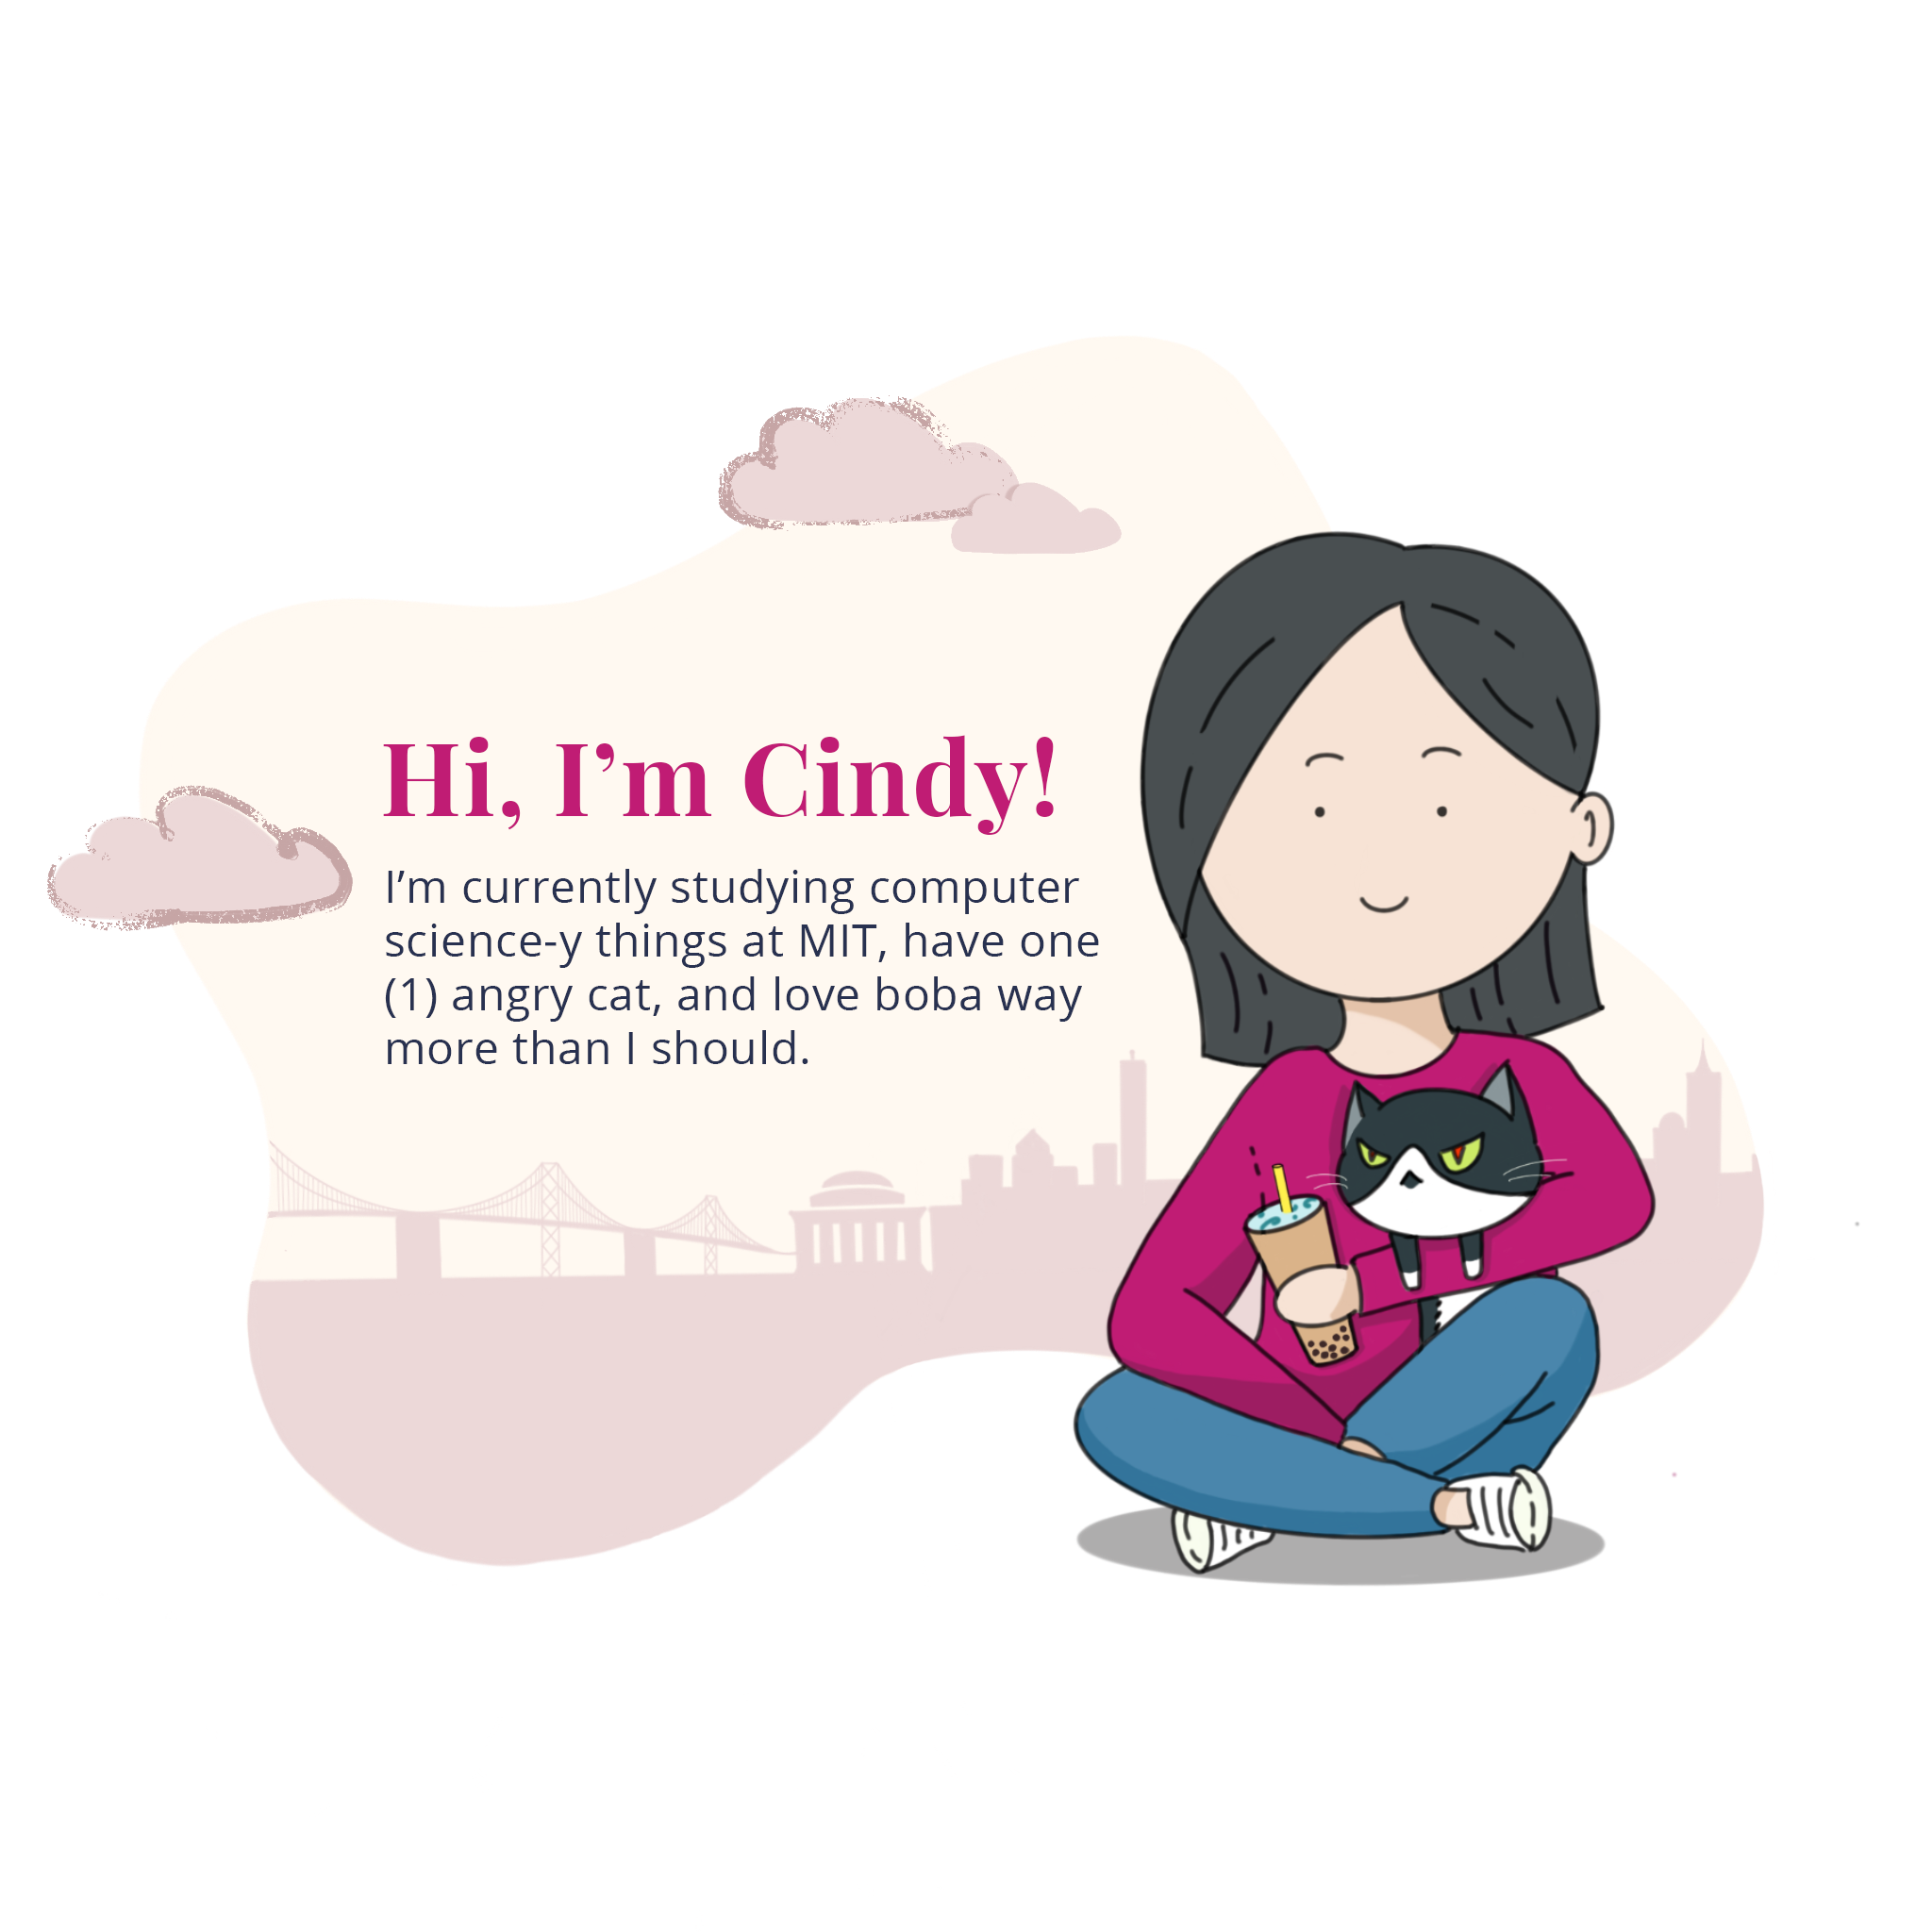 Hi, I’m Cindy!
I’m currently studying computer
science-y things at MIT, have one
(1) angry cat, and love boba way
more than I should.